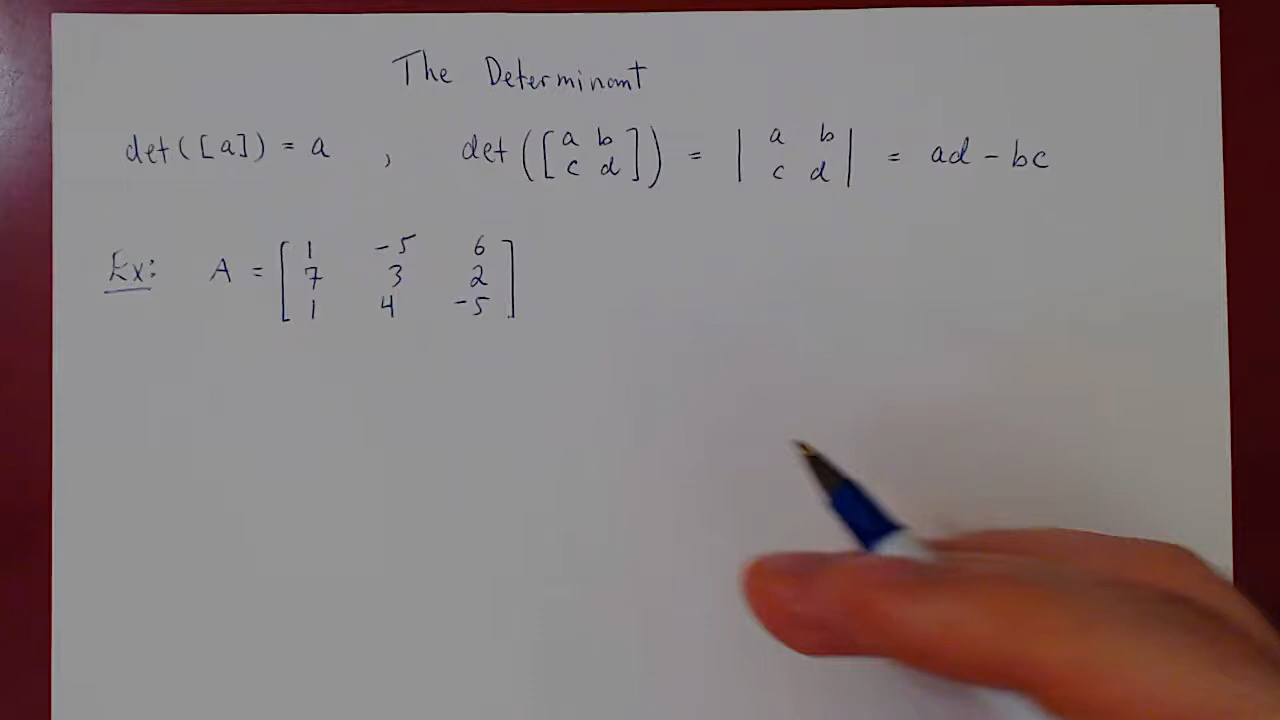 The Determinant
det([a]) = a , det([a b c d]) = |a b c d| = ad - bc
Ex: A = [1 -5 6
7 3 2
1 4 -5]